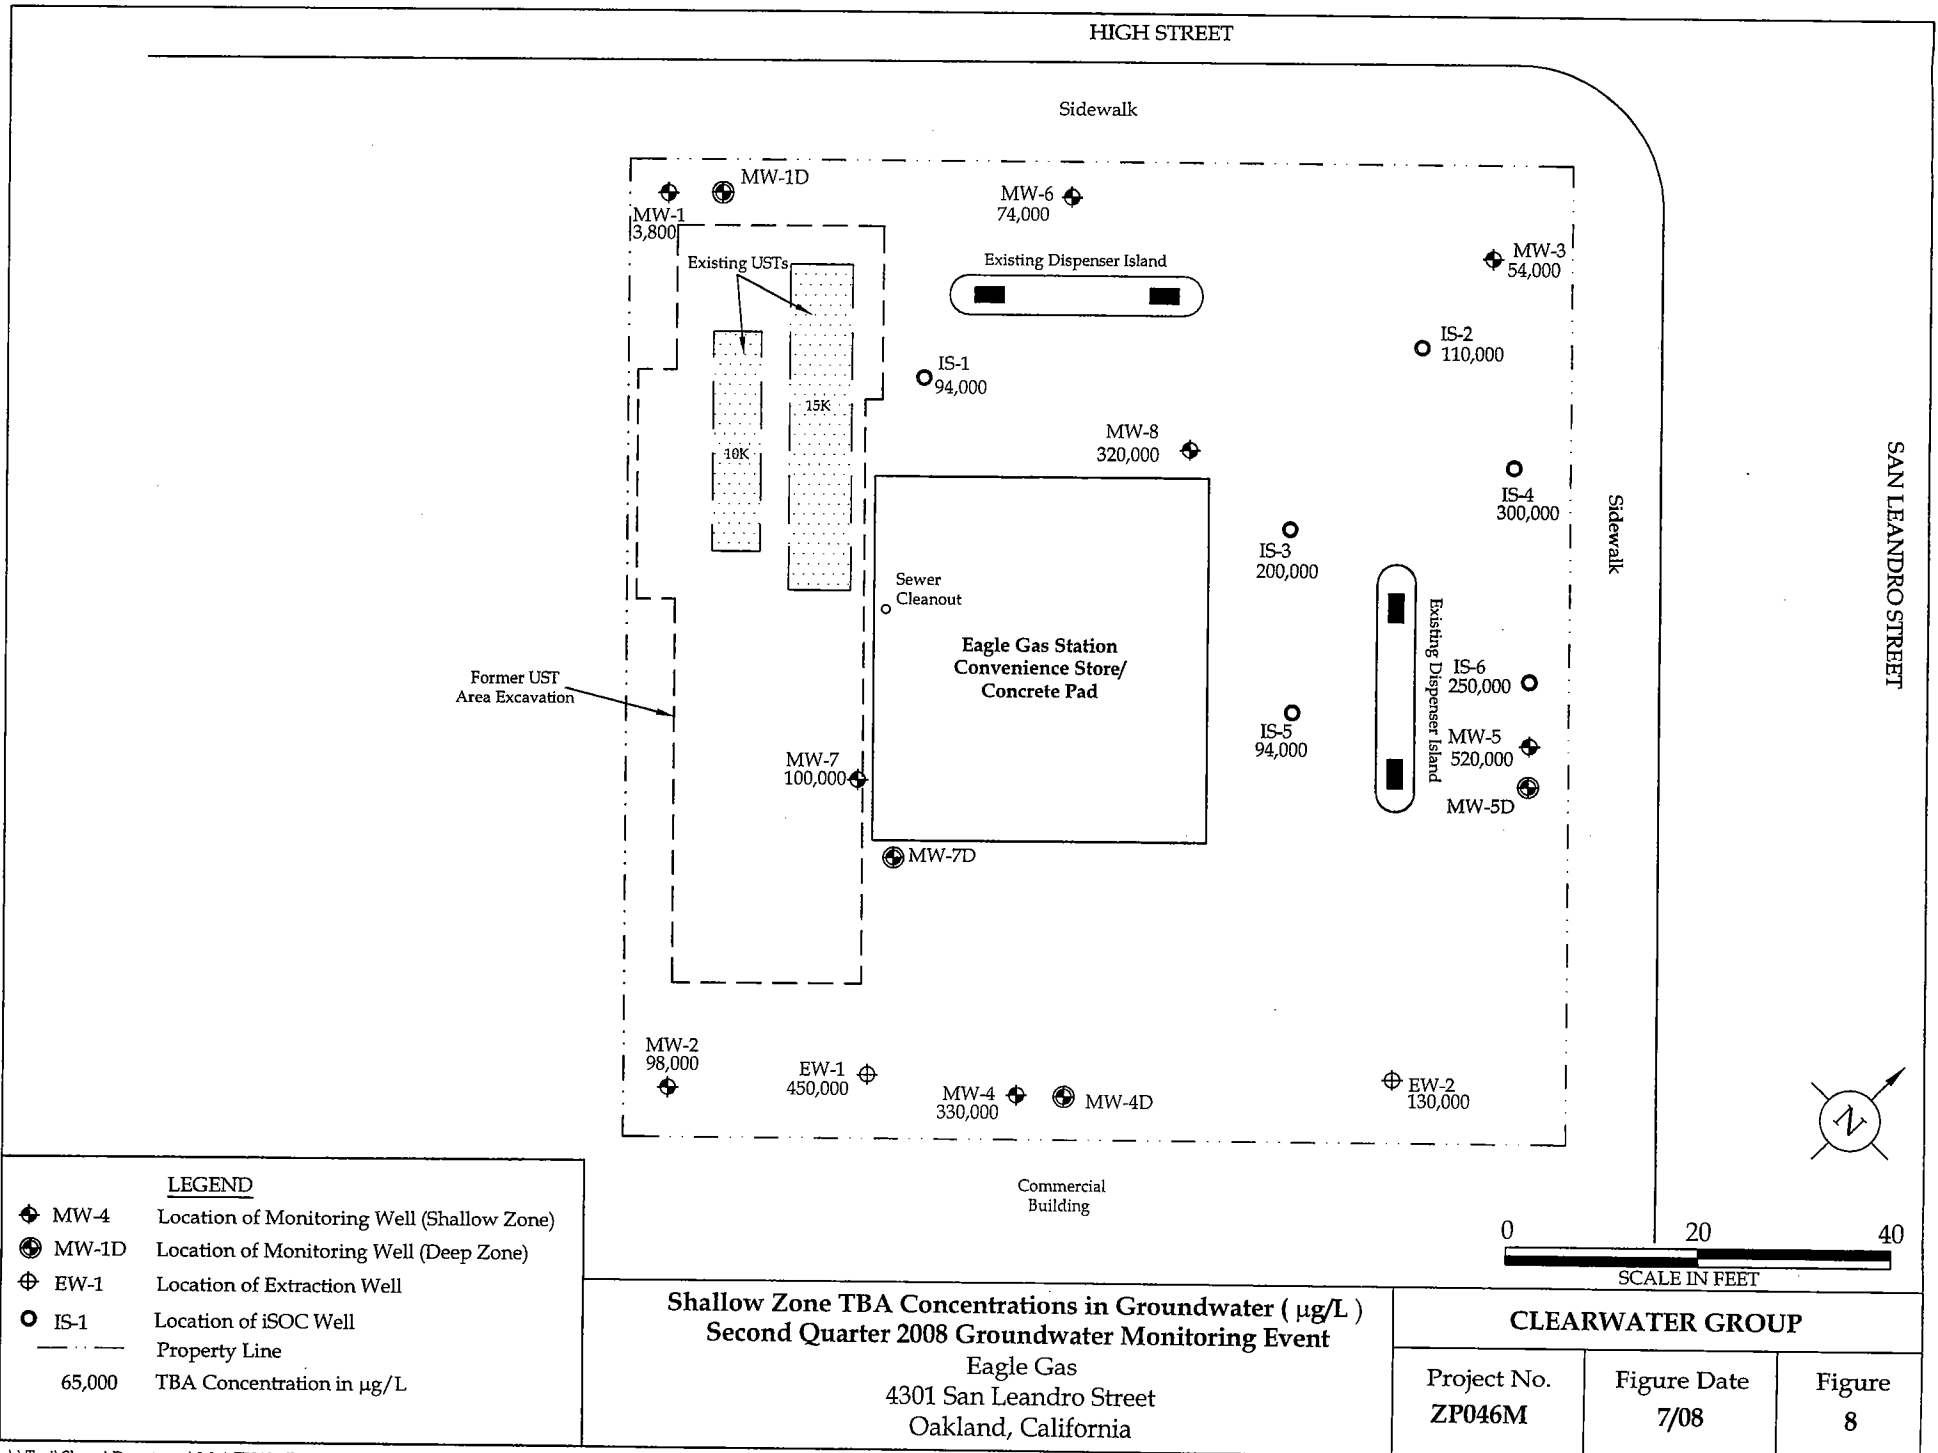 HIGH STREET
Sidewalk
MW-1D
MW-1
3,800
MW-6
74,000
MW-3
54,000
Existing USTs
Existing Dispenser Island
IS-2
110,000
IS-1
94,000
15K
10K
MW-8
320,000
IS-4
300,000
Sidewalk
SAN LEANDRO STREET
IS-3
200,000
Sewer
Cleanout
Eagle Gas Station
Convenience Store/
Concrete Pad
Existing Dispenser Island
Former UST
Area Excavation
IS-6
250,000
IS-5
94,000
MW-5
520,000
MW-5D
MW-7
100,000
MW-7D
MW-2
98,000
EW-1
450,000
MW-4
330,000
MW-4D
EW-2
130,000
N
Commercial
Building
LEGEND
MW-4 Location of Monitoring Well (Shallow Zone)
MW-1D Location of Monitoring Well (Deep Zone)
EW-1 Location of Extraction Well
IS-1 Location of iSOC Well
Property Line
65,000 TBA Concentration in µg/L
0 20 40
SCALE IN FEET
Shallow Zone TBA Concentrations in Groundwater ( µg/L )
Second Quarter 2008 Groundwater Monitoring Event
Eagle Gas
4301 San Leandro Street
Oakland, California
CLEARWATER GROUP
Project No.
ZP046M
Figure Date
7/08
Figure
8